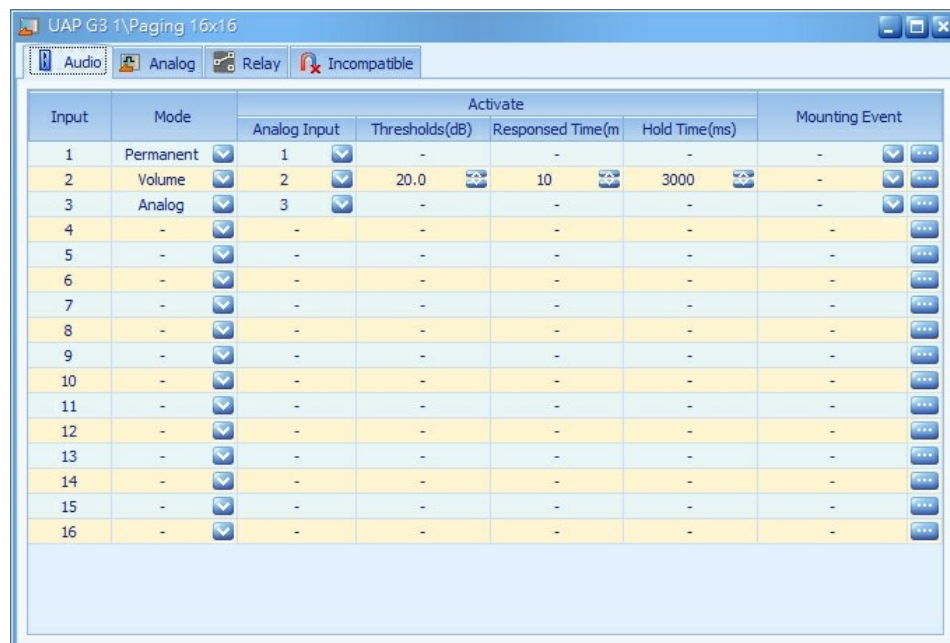 UAP G3 1\Paging 16x16
Audio Analog Relay Incompatible
Input Mode Activate Mounting Event
Analog Input Thresholds(dB) Responsed Time(m Hold Time(ms)
1 Permanent 1 - - - -
2 Volume 2 20.0 10 3000 -
3 Analog 3 - - - -
4 - - - - - -
5 - - - - - -
6 - - - - - -
7 - - - - - -
8 - - - - - -
9 - - - - - -
10 - - - - - -
11 - - - - - -
12 - - - - - -
13 - - - - - -
14 - - - - - -
15 - - - - - -
16 - - - - - -